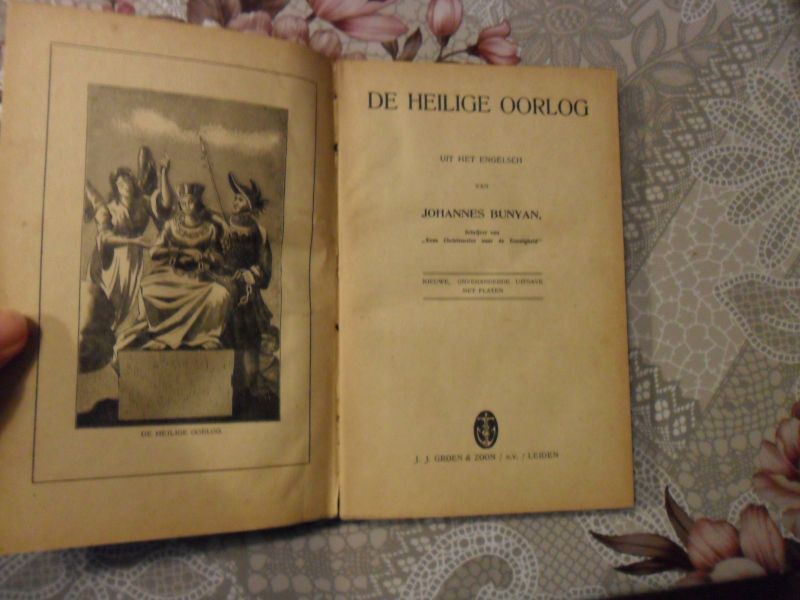 DE HEILIGE OORLOG.
DE HEILIGE OORLOG
UIT HET ENGELSCH
VAN
JOHANNES BUNYAN,
Schrijver van
„Eens Christenreize naar de Eeuwigheid"
NIEUWE, ONVERANDERDE UITGAVE
MET PLATEN
J. J. GROEN & ZOON / N.V. / LEIDEN